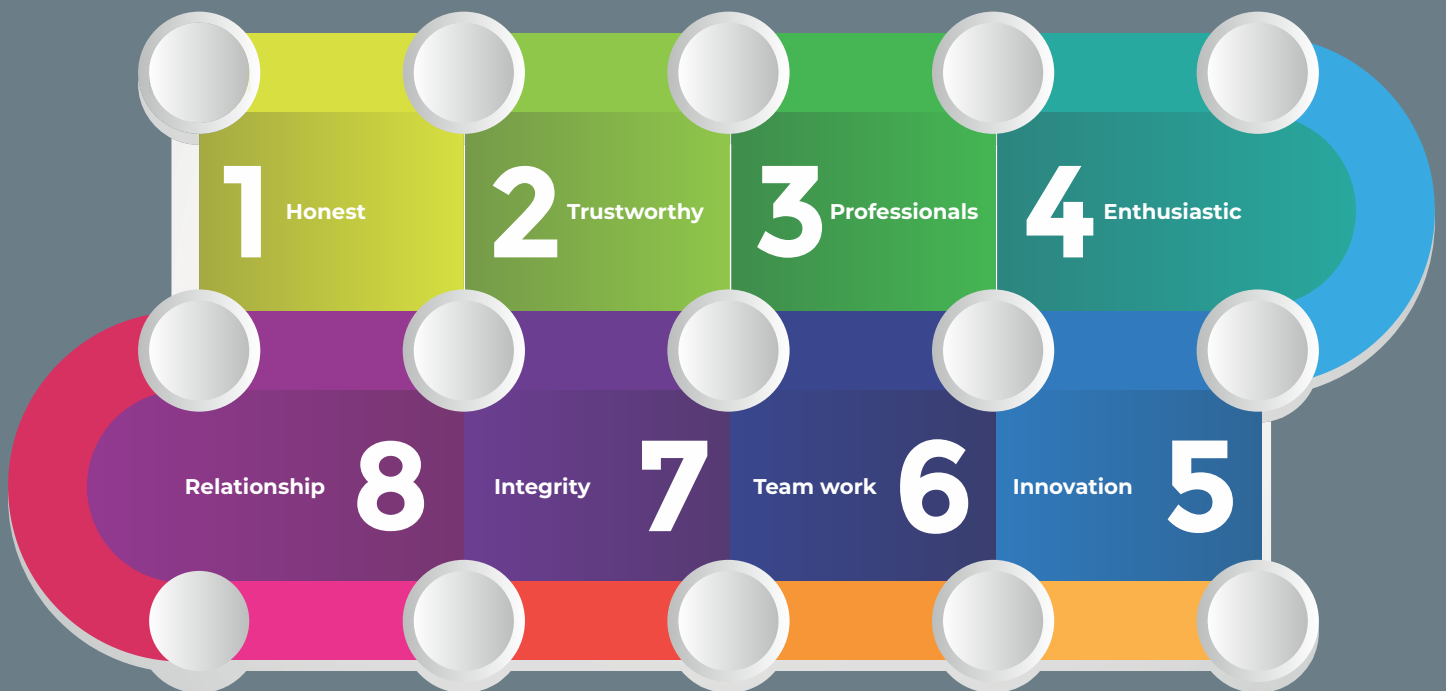 1 Honest
2 Trustworthy
3 Professionals
4 Enthusiastic
Relationship 8
Integrity 7
Team work 6
Innovation 5